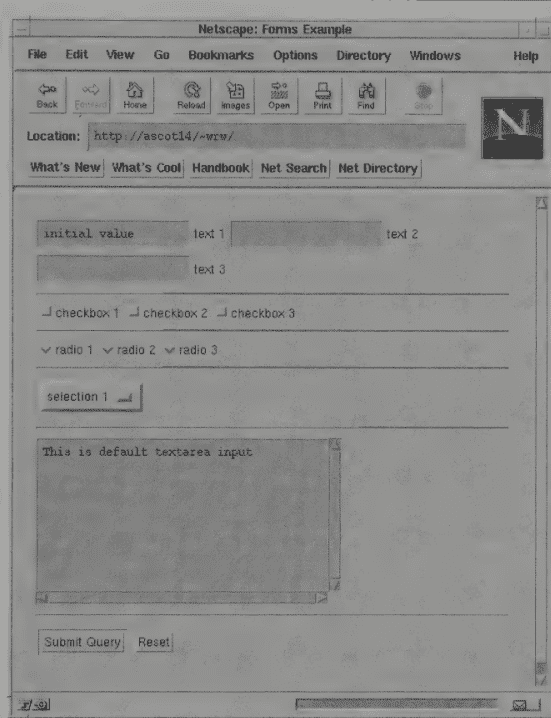 Netscape: Forms Example
File Edit View Go Bookmarks Options Directory Windows Help
Back Forward Home Reload Images Open Print Find Stop
Location: http://ascot14/~wrw/
N
What's New What's Cool Handbook Net Search Net Directory
initial value text 1 text 2
text 3
checkbox 1 checkbox 2 checkbox 3
radio 1 radio 2 radio 3
selection 1
This is default textarea input
Submit Query Reset